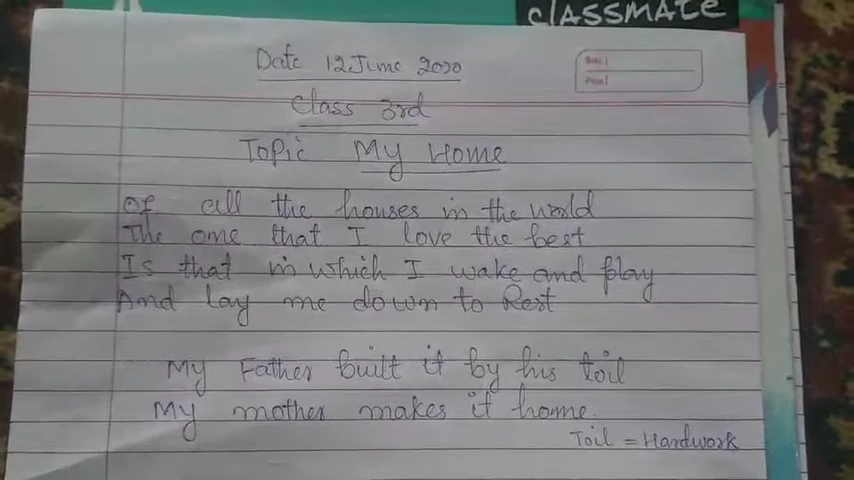 classmate
Date 12 June 2020
Date
Page
Class 3rd
Topic My Home
Of all the houses in the world
The one that I love the best
Is that in which I wake and play
And lay me down to Rest
My Father built it by his toil
My mother makes it home.
Toil = Hardwork